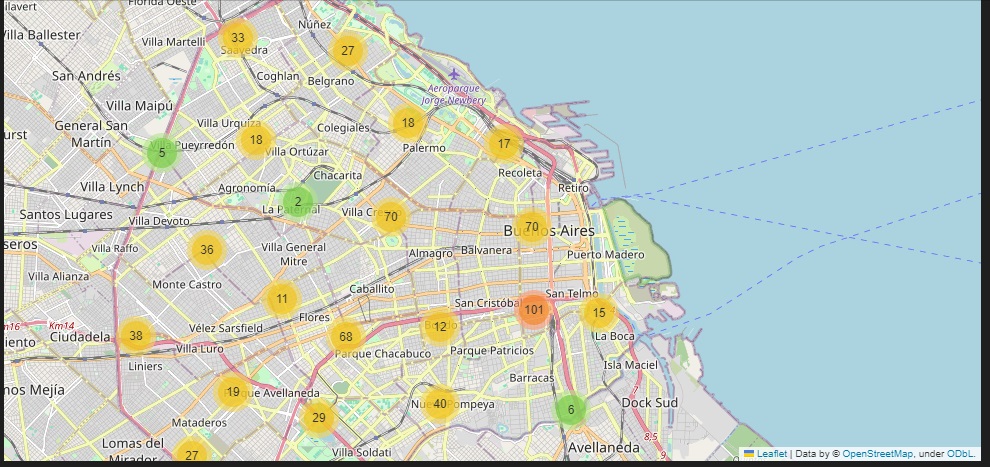 Florida Oeste
Núñez
Villa Ballester
Villa Martelli
33
Saavedra
27
San Andrés
Coghlan
Belgrano
Aeroparque
Jorge Newbery
Villa Maipú
General San
Martín
Villa Urquiza
18
Colegiales
18
Palermo
17
5
Pueyrredón
Villa Ortúzar
Recoleta
Chacarita
Villa Lynch
Agronomía
Retiro
2
La Paternal
Santos Lugares
Villa Devoto
70
70
Buenos Aires
Villa Raffo
36
Villa General
Mitre
Almagro
Balvanera
Puerto Madero
Villa Alianza
Monte Castro
Caballito
11
San Telmo
San Cristóbal
101
15
Flores
Km14
Vélez Sarsfield
12
Ciudadela
38
68
La Boca
Villa Luro
Parque Chacabuco
Parque Patricios
Liniers
Isla Maciel
Barracas
19
Parque Avellaneda
7
40
Nueva Pompeya
Dock Sud
6
29
Mataderos
8,5
9
Lomas del
Mirador
27
Villa Soldati
Avellaneda
Leaflet | Data by © OpenStreetMap, under ODbL.